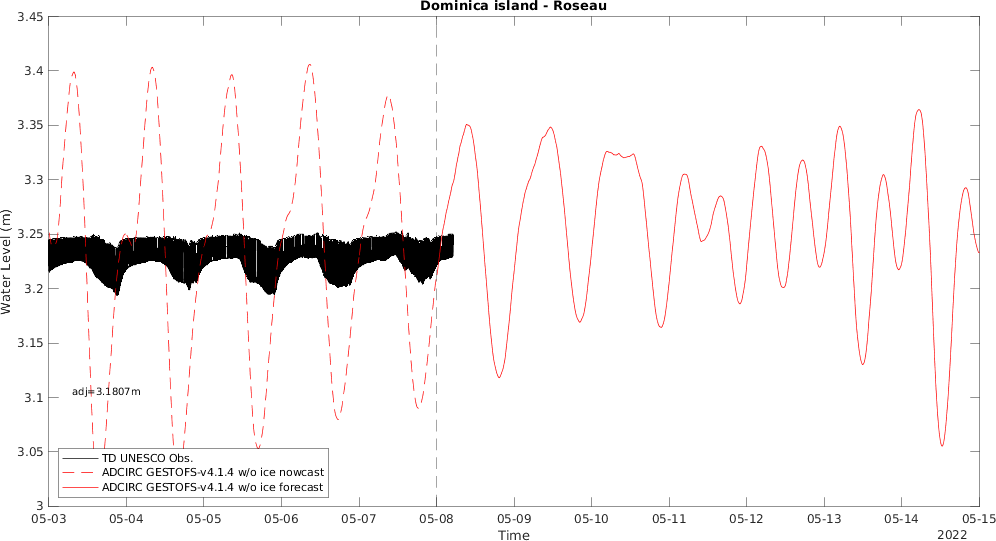 Dominica island - Roseau
3.45
3.4
3.35
3.3
3.25
3.2
3.15
3.1
3.05
3
Water Level (m)
adj=3.1807m
TD UNESCO Obs.
ADCIRC GESTOFS-v4.1.4 w/o ice nowcast
ADCIRC GESTOFS-v4.1.4 w/o ice forecast
05-03 05-04 05-05 05-06 05-07 05-08 05-09 05-10 05-11 05-12 05-13 05-14 05-15
Time
2022